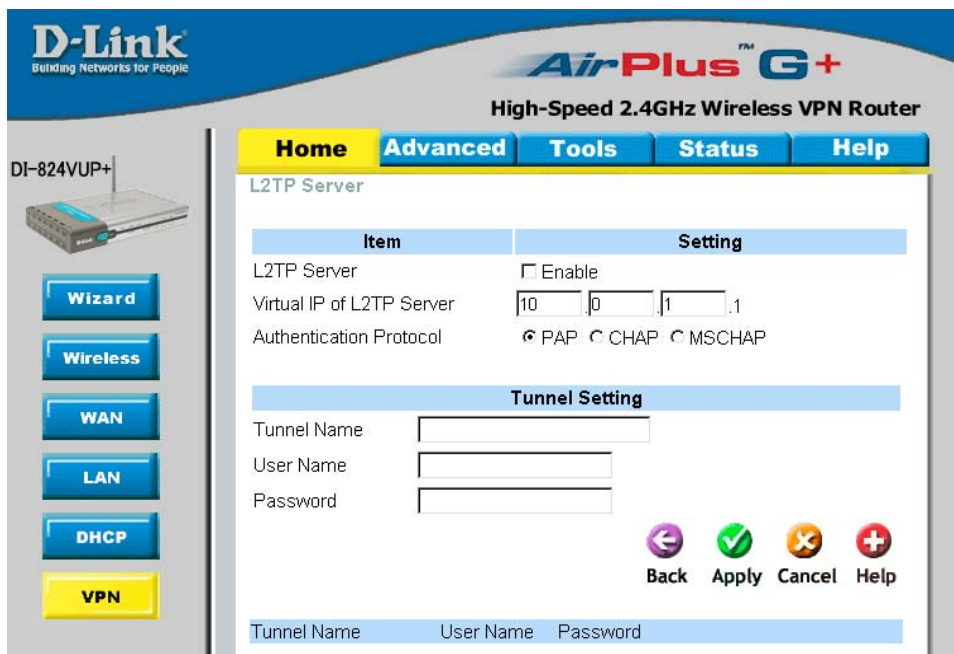 D-Link
Building Networks for People
AirPlus G+™
High-Speed 2.4GHz Wireless VPN Router
DI-824VUP+
Home Advanced Tools Status Help
L2TP Server
Item Setting
L2TP Server Enable
Virtual IP of L2TP Server 10 .0 .1 .1
Authentication Protocol PAP CHAP MSCHAP
Tunnel Setting
Tunnel Name
User Name
Password
Back Apply Cancel Help
Tunnel Name User Name Password
Wizard
Wireless
WAN
LAN
DHCP
VPN